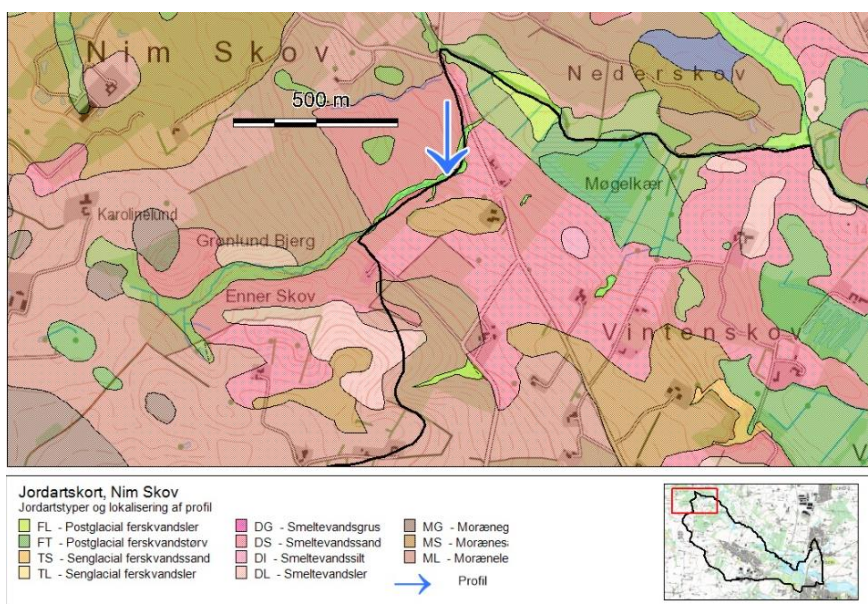 Nim Skov
Nederskov
500 m
Møgelkær
Karolinelund
Grønlund Bjerg
Enner Skov
Vintenskov
V
Jordartskort, Nim Skov
Jordartstyper og lokalisering af profil
FL - Postglacial ferskvandsler
FT - Postglacial ferskvandstørv
TS - Senglacial ferskvandssand
TL - Senglacial ferskvandsler
DG - Smeltevandsgrus
DS - Smeltevandssand
DI - Smeltevandssilt
DL - Smeltevandsler
MG - Moræneg
MS - Morænes
ML - Morænele
Profil